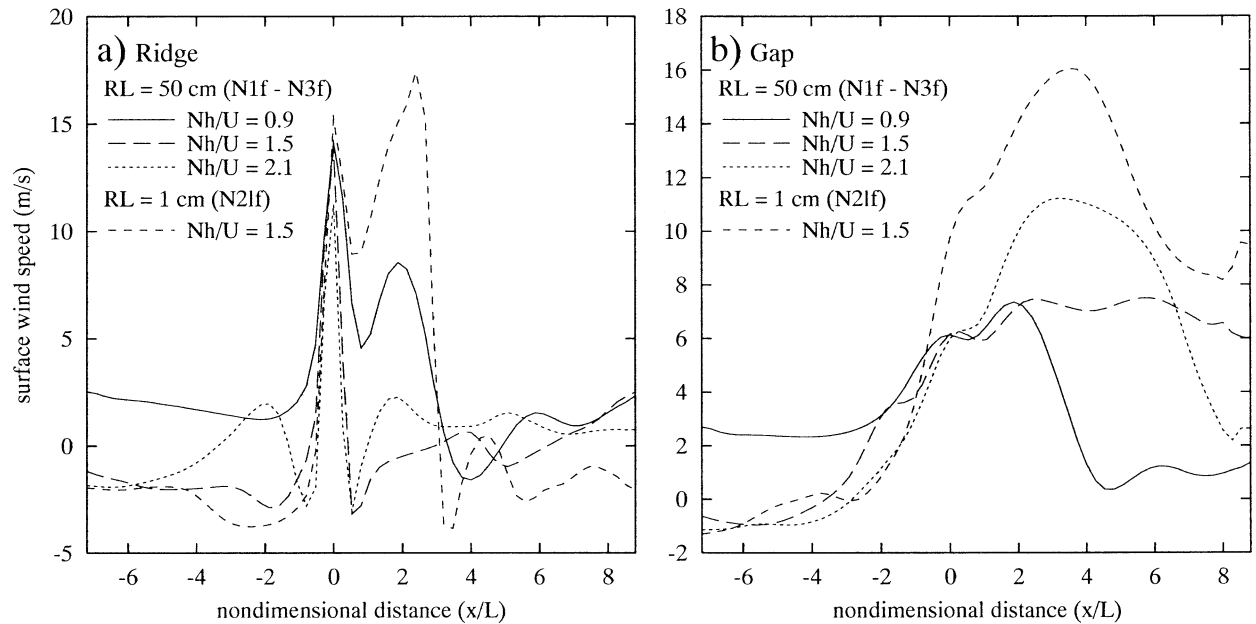 a) Ridge
RL = 50 cm (N1f - N3f)
Nh/U = 0.9
Nh/U = 1.5
Nh/U = 2.1
RL = 1 cm (N2lf)
Nh/U = 1.5
20
15
10
5
0
-5
surface wind speed (m/s)
-6 -4 -2 0 2 4 6 8
nondimensional distance (x/L)
b) Gap
RL = 50 cm (N1f - N3f)
Nh/U = 0.9
Nh/U = 1.5
Nh/U = 2.1
RL = 1 cm (N2lf)
Nh/U = 1.5
18
16
14
12
10
8
6
4
2
0
-2
-6 -4 -2 0 2 4 6 8
nondimensional distance (x/L)